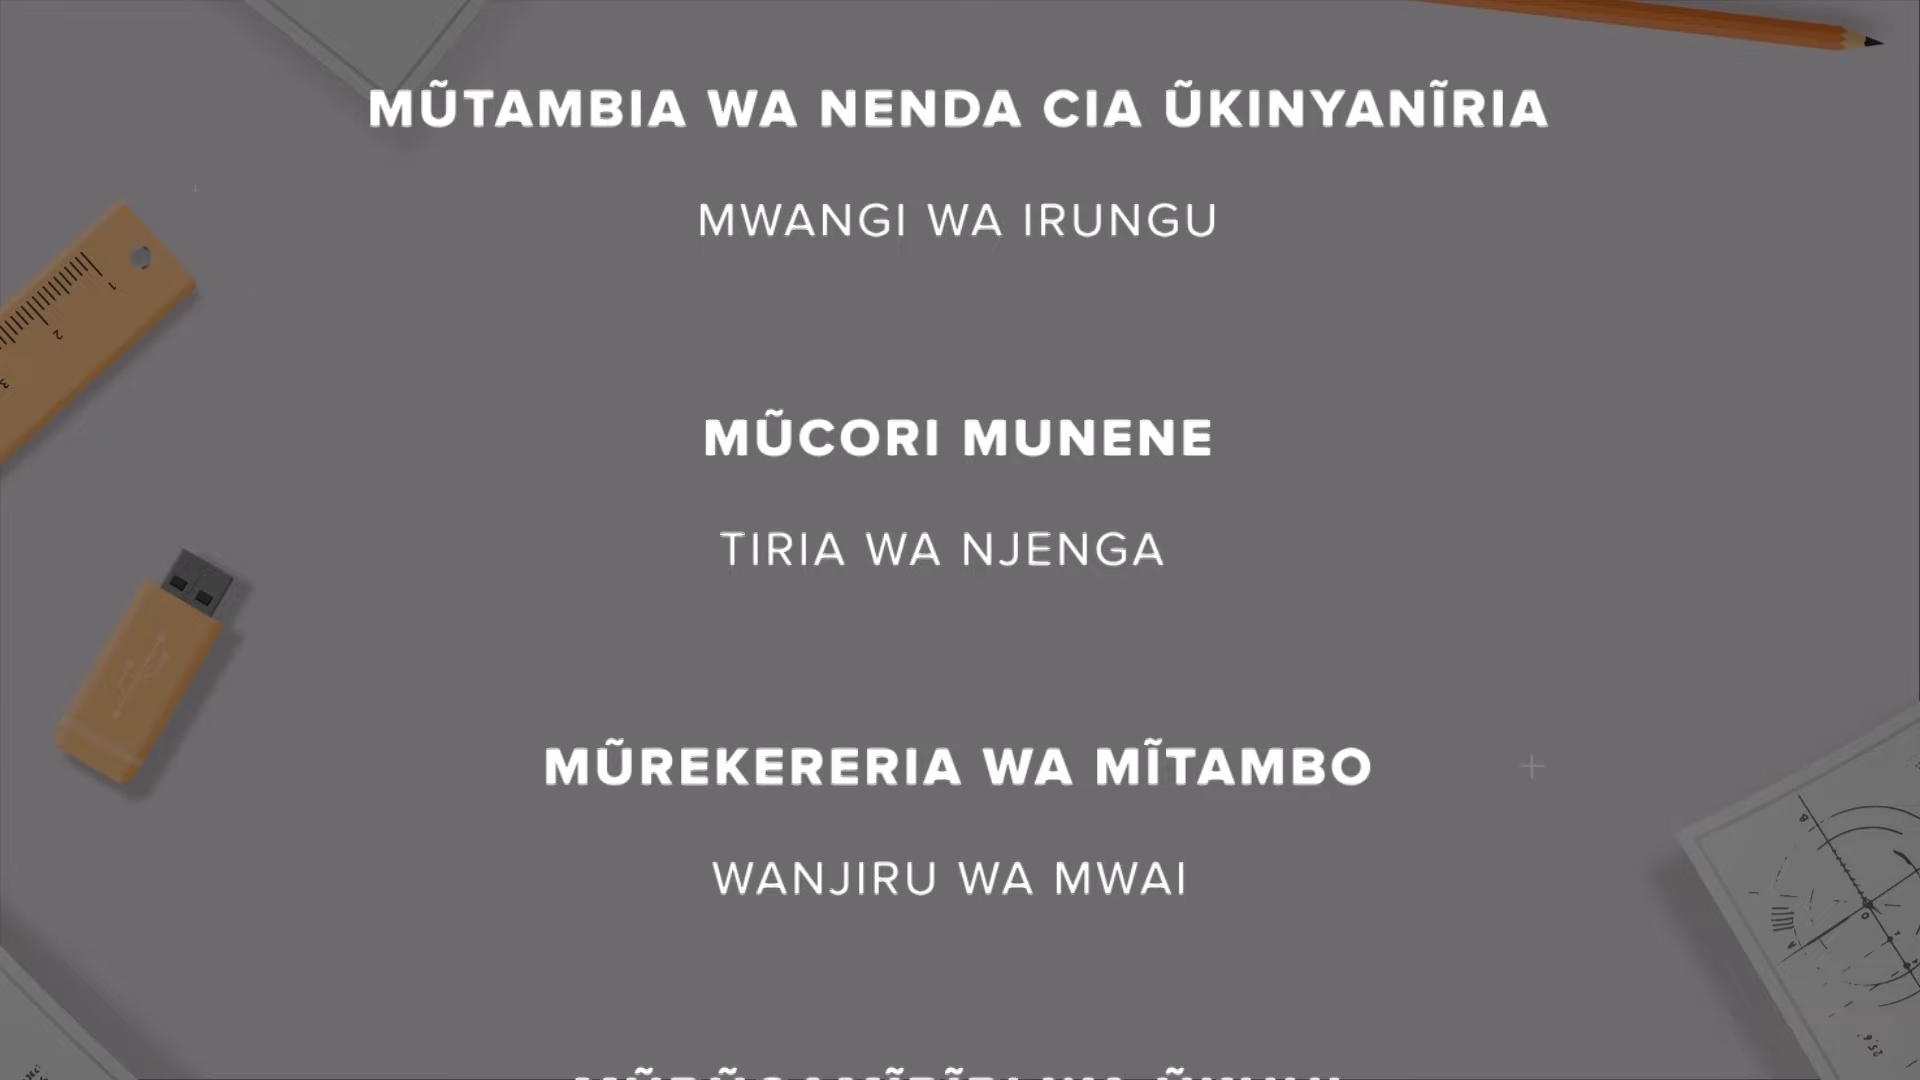 MŨTAMBIA WA NENDA CIA ŨKINYANĨRIA
MWANGI WA IRUNGU
MŨCORI MUNENE
TIRIA WA NJENGA
MŨREKERERIA WA MĨTAMBO
WANJIRU WA MWAI